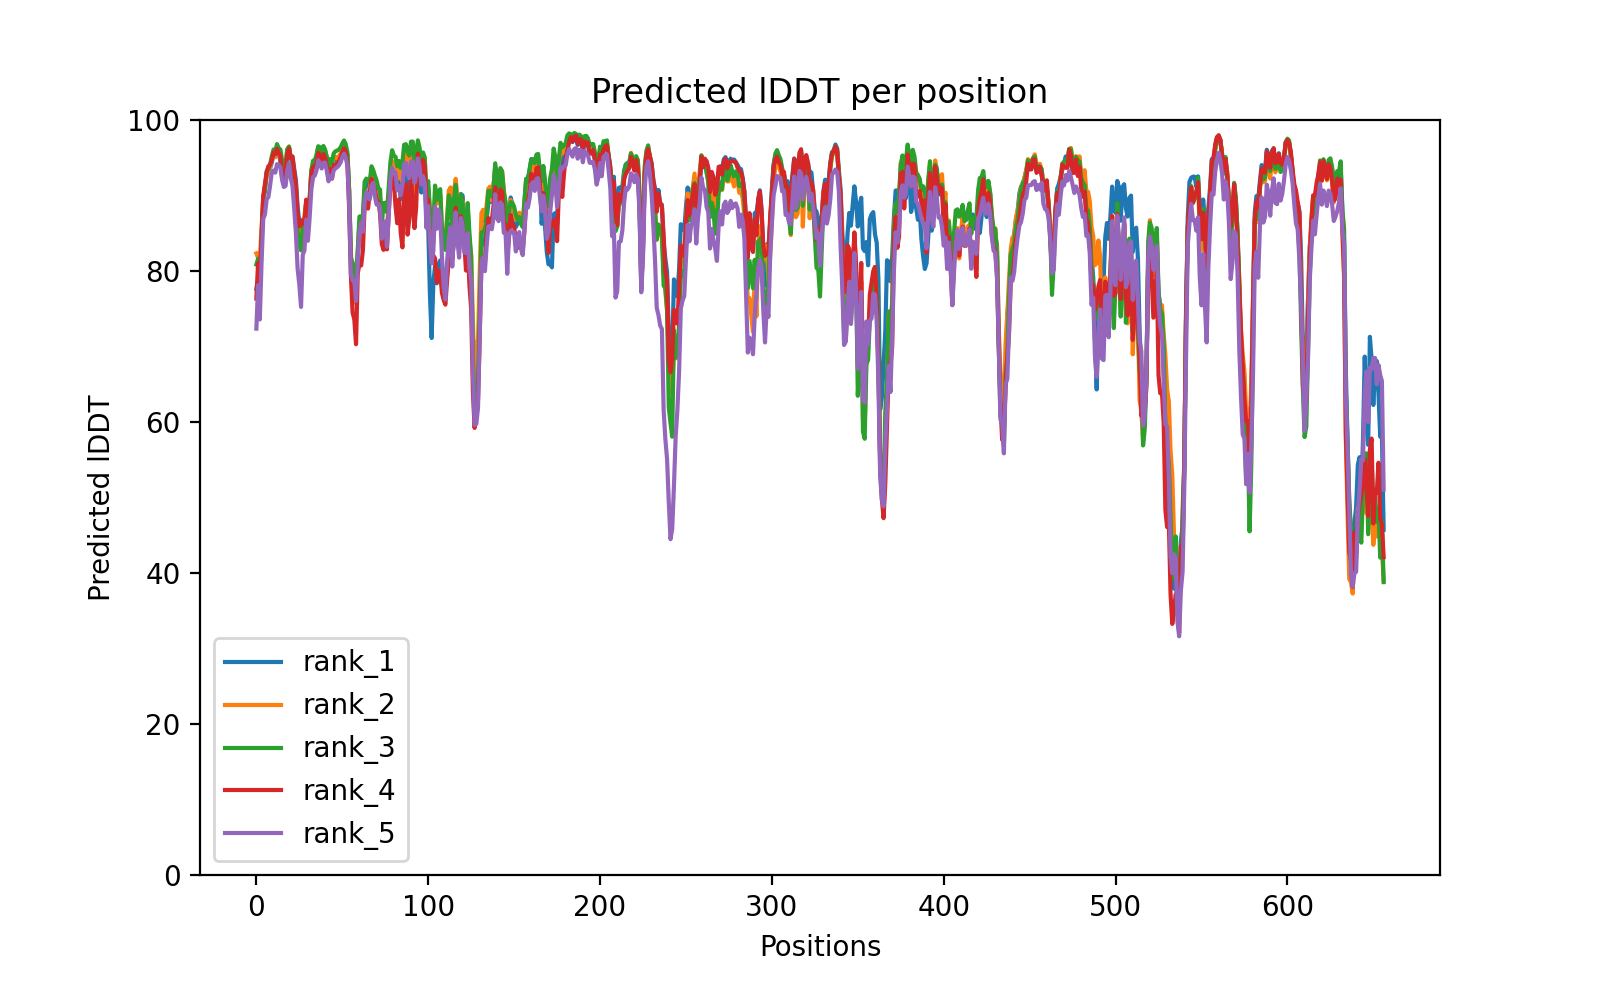 Predicted lDDT per position
100
80
60
40
20
0
Predicted lDDT
rank_1
rank_2
rank_3
rank_4
rank_5
0 100 200 300 400 500 600
Positions